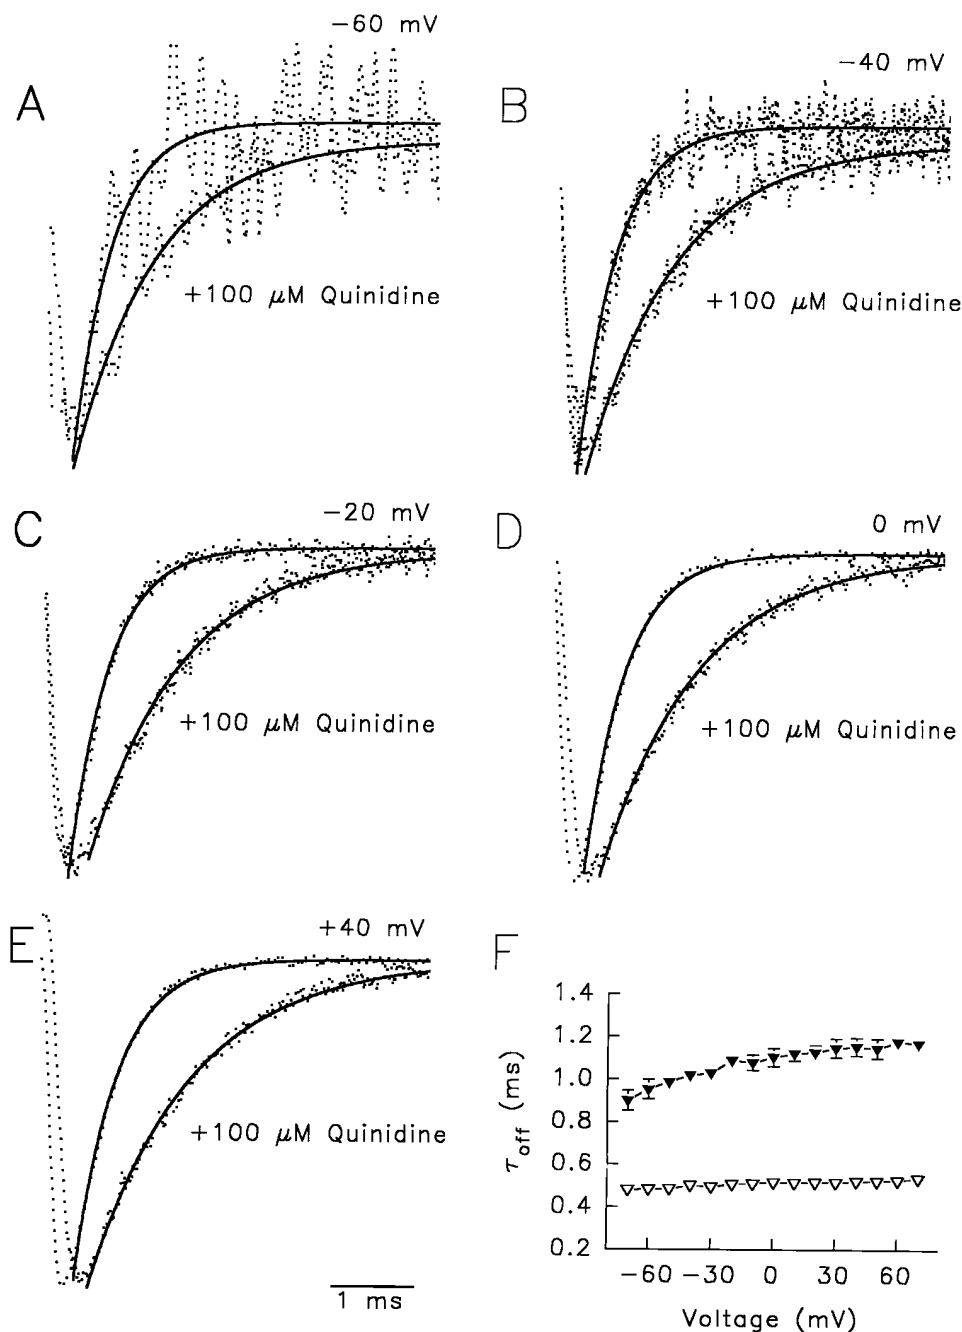 A
−60 mV
+100 μM Quinidine
B
−40 mV
+100 μM Quinidine
C
−20 mV
+100 μM Quinidine
D
0 mV
+100 μM Quinidine
E
+40 mV
+100 μM Quinidine
1 ms
F
τoff (ms)
1.4
1.2
1.0
0.8
0.6
0.4
0.2
−60 −30 0 30 60
Voltage (mV)